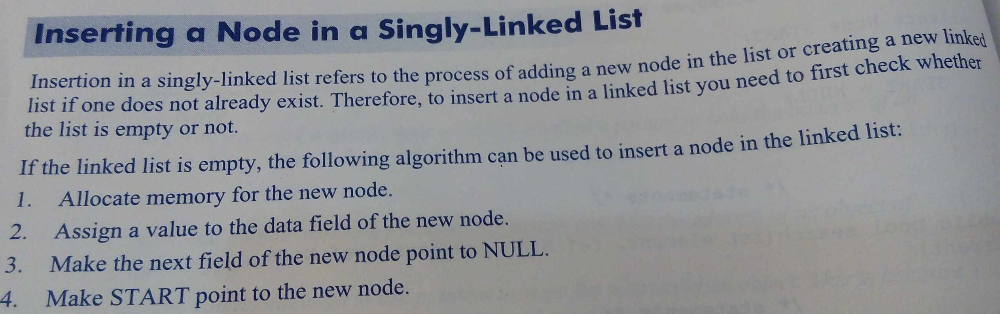 Inserting a Node in a Singly-Linked List
Insertion in a singly-linked list refers to the process of adding a new node in the list or creating a new linked
list if one does not already exist. Therefore, to insert a node in a linked list you need to first check whether
the list is empty or not.
If the linked list is empty, the following algorithm can be used to insert a node in the linked list:
1. Allocate memory for the new node.
2. Assign a value to the data field of the new node.
3. Make the next field of the new node point to NULL.
4. Make START point to the new node.